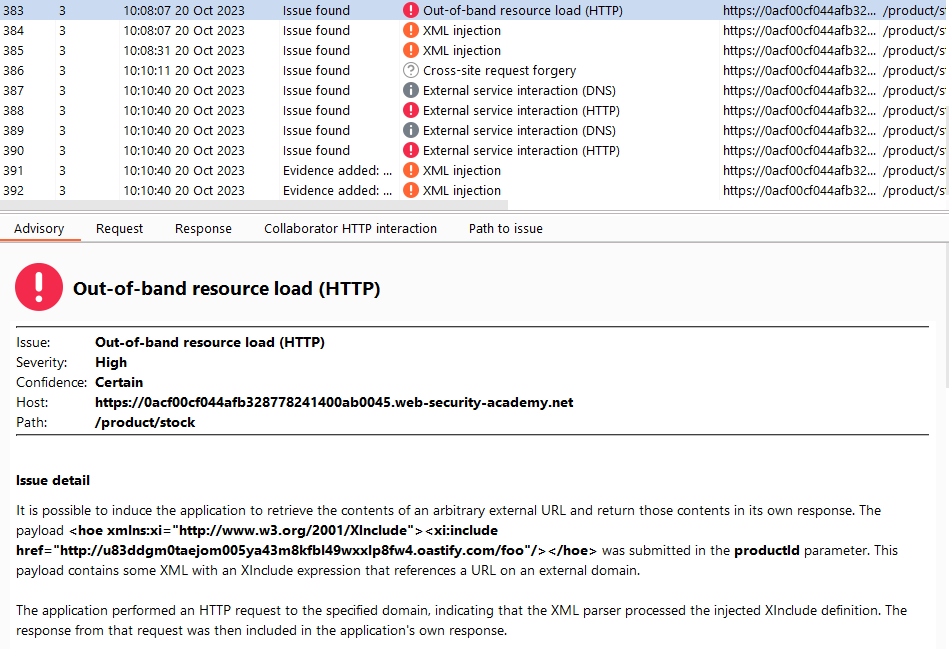 383 3 10:08:07 20 Oct 2023 Issue found Out-of-band resource load (HTTP) https://0acf00cf044afb32... /product/s
384 3 10:08:07 20 Oct 2023 Issue found XML injection https://0acf00cf044afb32... /product/s
385 3 10:08:31 20 Oct 2023 Issue found XML injection https://0acf00cf044afb32... /product/s
386 3 10:10:11 20 Oct 2023 Issue found Cross-site request forgery https://0acf00cf044afb32... /product/s
387 3 10:10:40 20 Oct 2023 Issue found External service interaction (DNS) https://0acf00cf044afb32... /product/s
388 3 10:10:40 20 Oct 2023 Issue found External service interaction (HTTP) https://0acf00cf044afb32... /product/s
389 3 10:10:40 20 Oct 2023 Issue found External service interaction (DNS) https://0acf00cf044afb32... /product/s
390 3 10:10:40 20 Oct 2023 Issue found External service interaction (HTTP) https://0acf00cf044afb32... /product/s
391 3 10:10:40 20 Oct 2023 Evidence added: ... XML injection https://0acf00cf044afb32... /product/s
392 3 10:10:40 20 Oct 2023 Evidence added: ... XML injection https://0acf00cf044afb32... /product/s
Advisory Request Response Collaborator HTTP interaction Path to issue
Out-of-band resource load (HTTP)
Issue: Out-of-band resource load (HTTP)
Severity: High
Confidence: Certain
Host: https://0acf00cf044afb328778241400ab0045.web-security-academy.net
Path: /product/stock
Issue detail
It is possible to induce the application to retrieve the contents of an arbitrary external URL and return those contents in its own response. The
payload <hoe xmlns:xi="http://www.w3.org/2001/XInclude"><xi:include
href="http://u83ddgm0taejom005ya43m8kfbl49wxxlp8fw4.oastify.com/foo"/></hoe> was submitted in the productId parameter. This
payload contains some XML with an XInclude expression that references a URL on an external domain.
The application performed an HTTP request to the specified domain, indicating that the XML parser processed the injected XInclude definition. The
response from that request was then included in the application's own response.